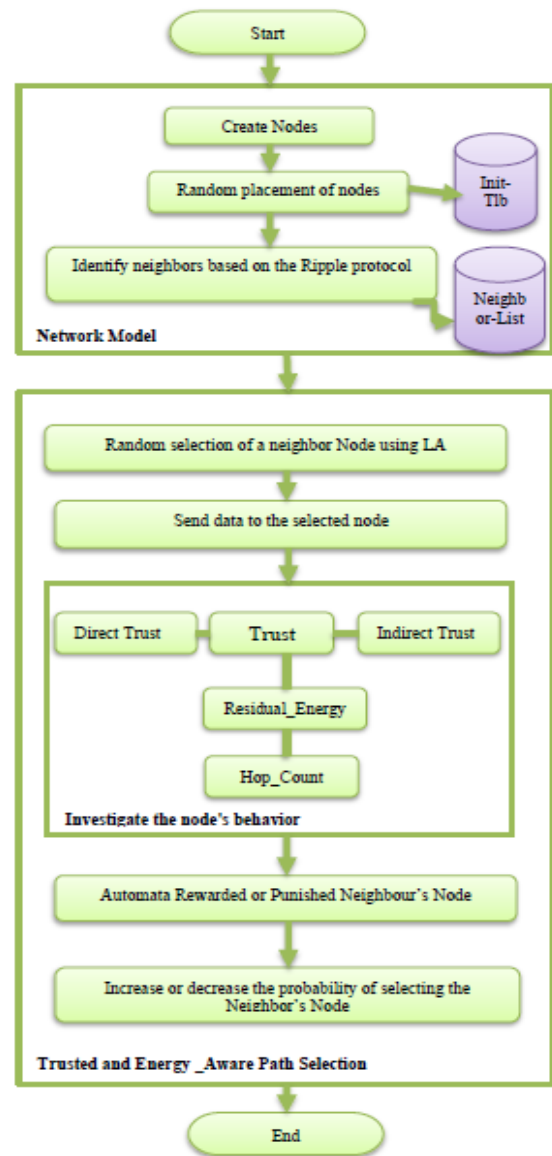 Start
Create Nodes
Random placement of nodes
Init-
Tlb
Identify neighbors based on the Ripple protocol
Neighb
or-List
Network Model
Random selection of a neighbor Node using LA
Send data to the selected node
Direct Trust
Trust
Indirect Trust
Residual_Energy
Hop_Count
Investigate the node's behavior
Automata Rewarded or Punished Neighbour's Node
Increase or decrease the probability of selecting the
Neighbor's Node
Trusted and Energy _Aware Path Selection
End